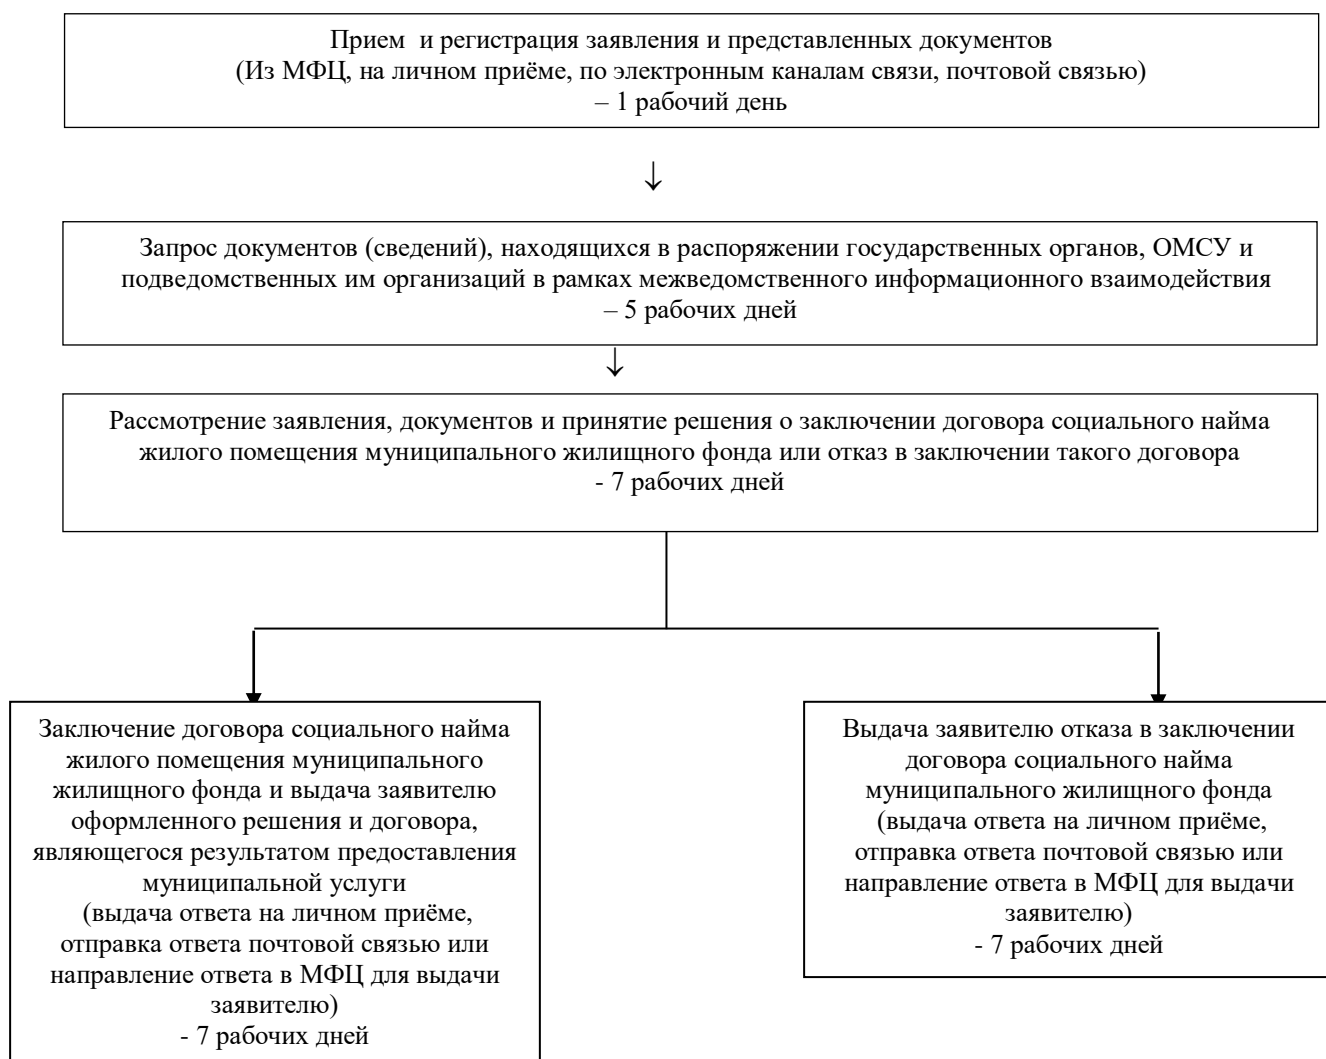 Прием и регистрация заявления и представленных документов
(Из МФЦ, на личном приёме, по электронным каналам связи, почтовой связью)
– 1 рабочий день
Запрос документов (сведений), находящихся в распоряжении государственных органов, ОМСУ и
подведомственных им организаций в рамках межведомственного информационного взаимодействия
– 5 рабочих дней
Рассмотрение заявления, документов и принятие решения о заключении договора социального найма
жилого помещения муниципального жилищного фонда или отказ в заключении такого договора
- 7 рабочих дней
Заключение договора социального найма
жилого помещения муниципального
жилищного фонда и выдача заявителю
оформленного решения и договора,
являющегося результатом предоставления
муниципальной услуги
(выдача ответа на личном приёме,
отправка ответа почтовой связью или
направление ответа в МФЦ для выдачи
заявителю)
- 7 рабочих дней
Выдача заявителю отказа в заключении
договора социального найма
муниципального жилищного фонда
(выдача ответа на личном приёме,
отправка ответа почтовой связью или
направление ответа в МФЦ для выдачи
заявителю)
- 7 рабочих дней